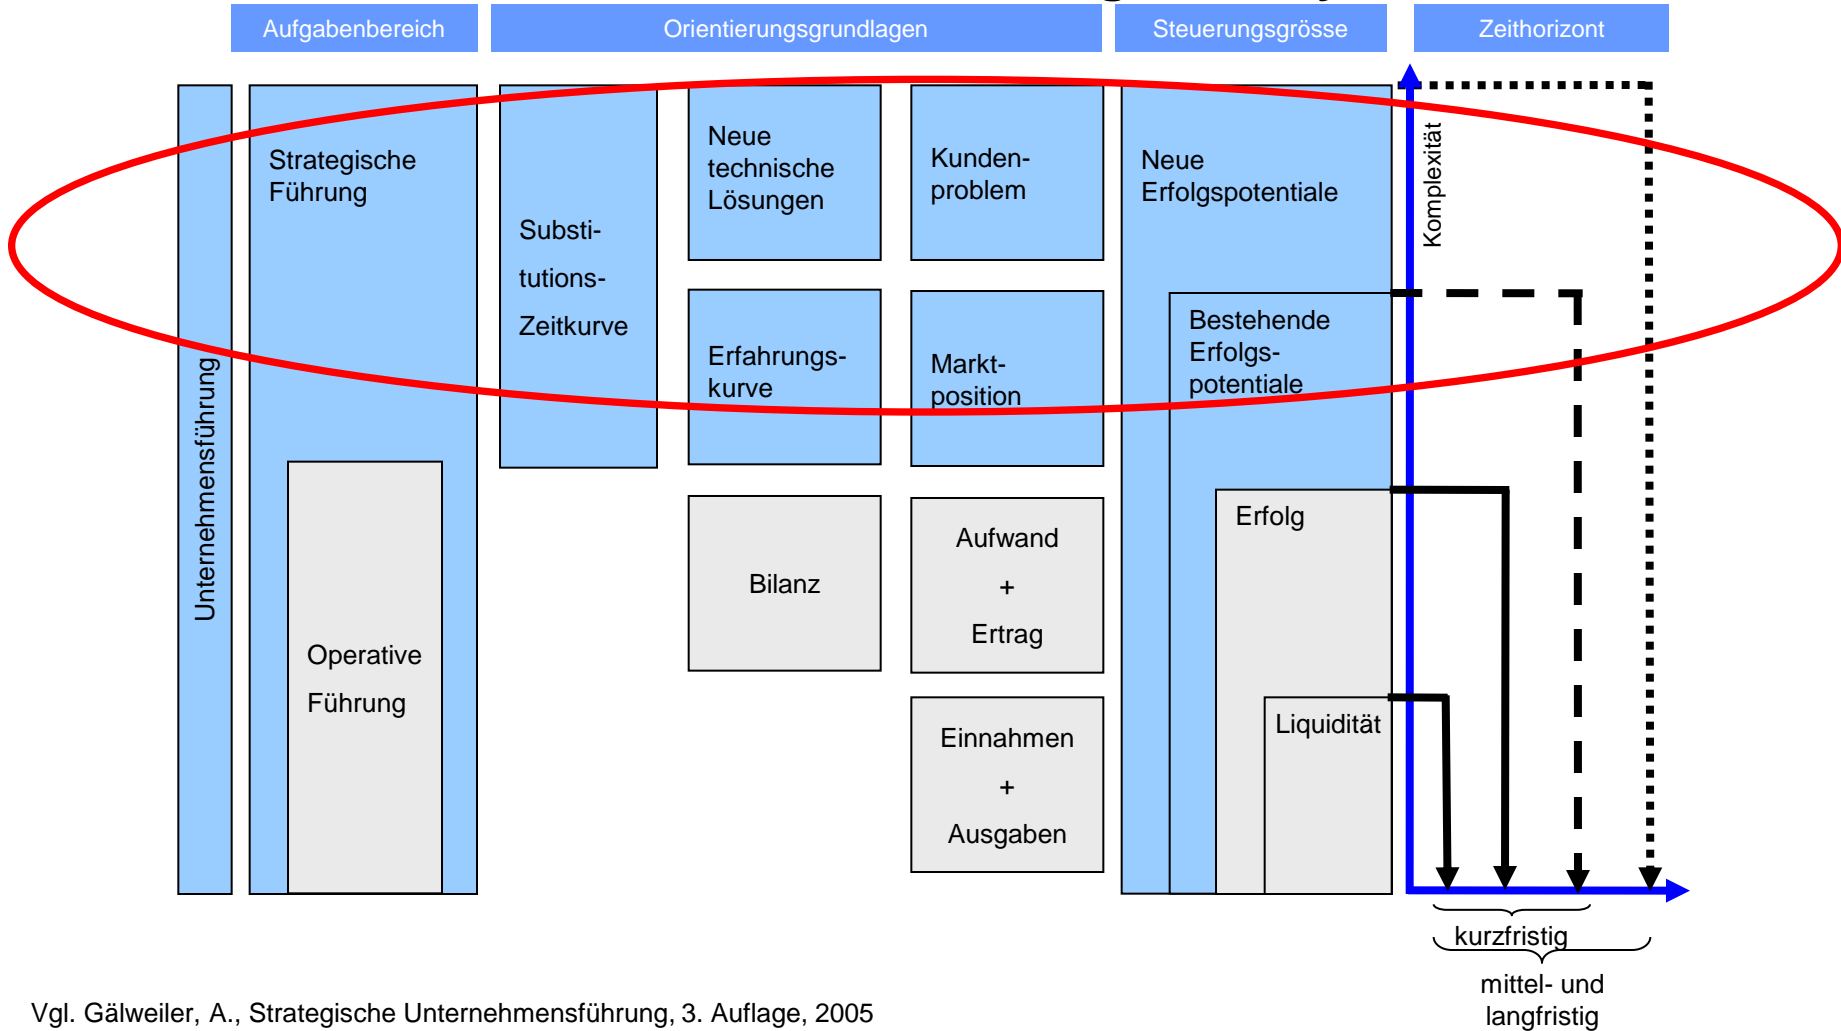 Aufgabenbereich
Orientierungsgrundlagen
Steuerungsgrösse
Zeithorizont
Unternehmensführung
Strategische
Führung
Operative
Führung
Substi-
tutions-
Zeitkurve
Neue
technische
Lösungen
Kunden-
problem
Erfahrungs-
kurve
Markt-
position
Bilanz
Aufwand
+
Ertrag
Einnahmen
+
Ausgaben
Neue
Erfolgspotentiale
Bestehende
Erfolgs-
potentiale
Erfolg
Liquidität
Komplexität
kurzfristig
mittel- und
langfristig
Vgl. Gälweiler, A., Strategische Unternehmensführung, 3. Auflage, 2005